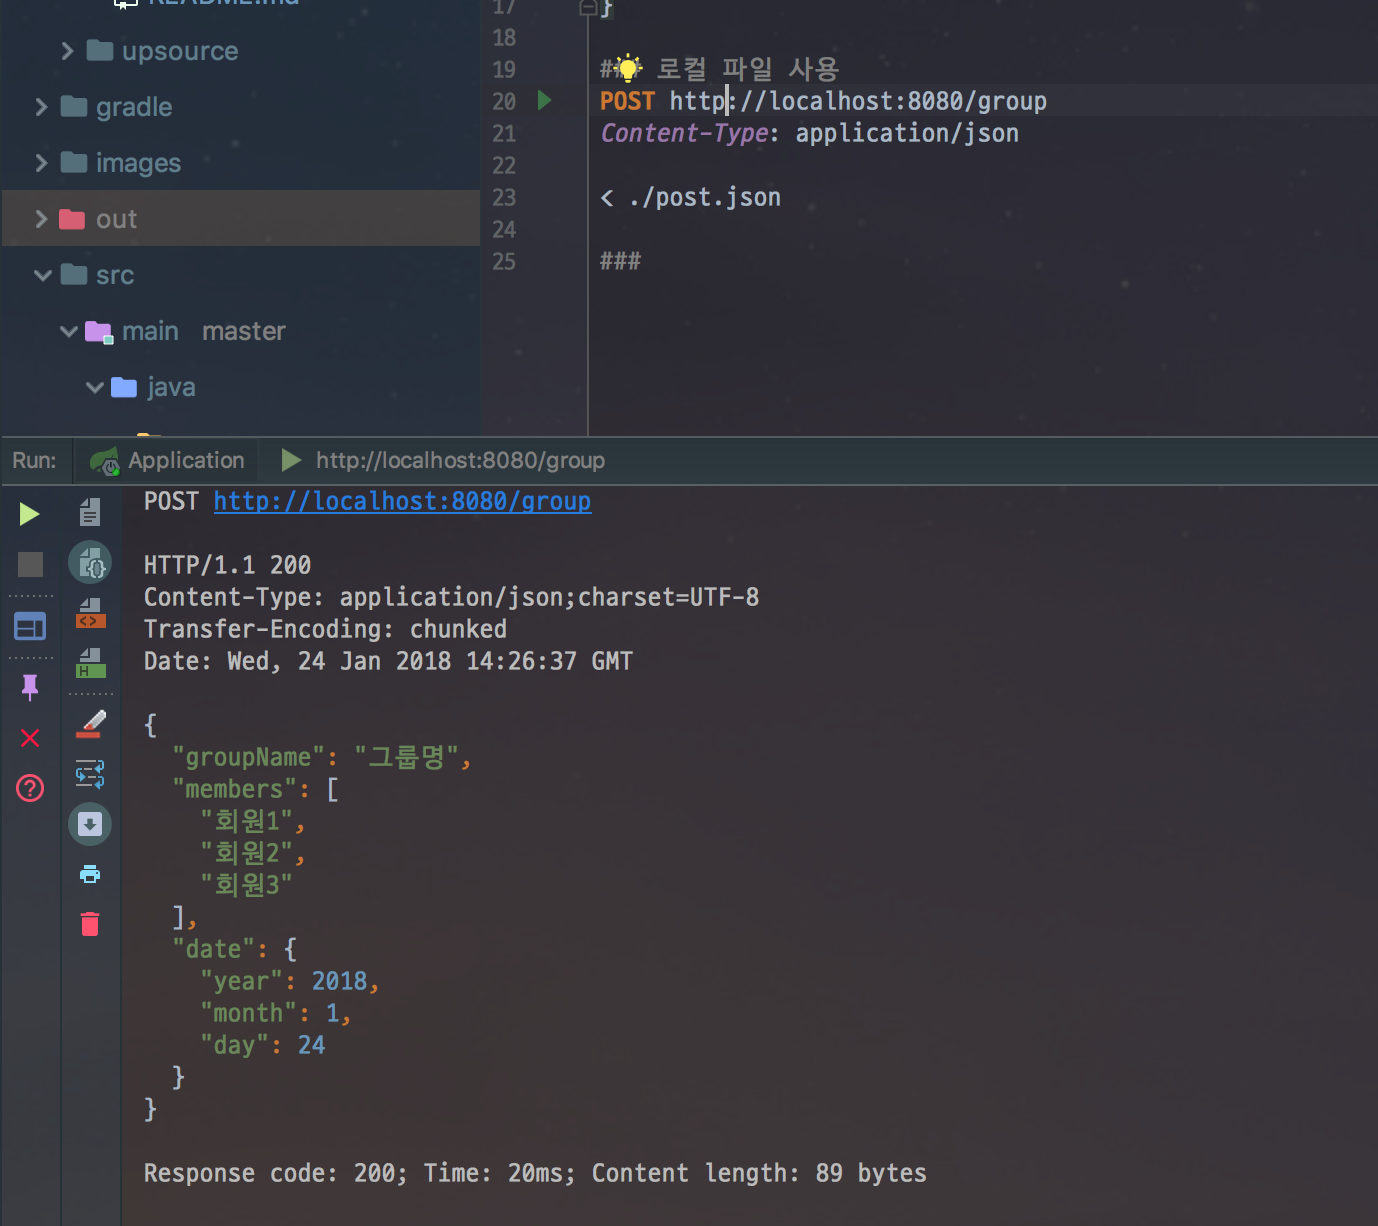 README.md
upsource
gradle
images
out
src
main master
java
17 }
18
19 ### 로컬 파일 사용
20 POST http://localhost:8080/group
21 Content-Type: application/json
22
23 < ./post.json
24
25 ###
Run: Application http://localhost:8080/group
POST http://localhost:8080/group
HTTP/1.1 200
Content-Type: application/json;charset=UTF-8
Transfer-Encoding: chunked
Date: Wed, 24 Jan 2018 14:26:37 GMT
{
"groupName": "그룹명",
"members": [
"회원1",
"회원2",
"회원3"
],
"date": {
"year": 2018,
"month": 1,
"day": 24
}
}
Response code: 200; Time: 20ms; Content length: 89 bytes